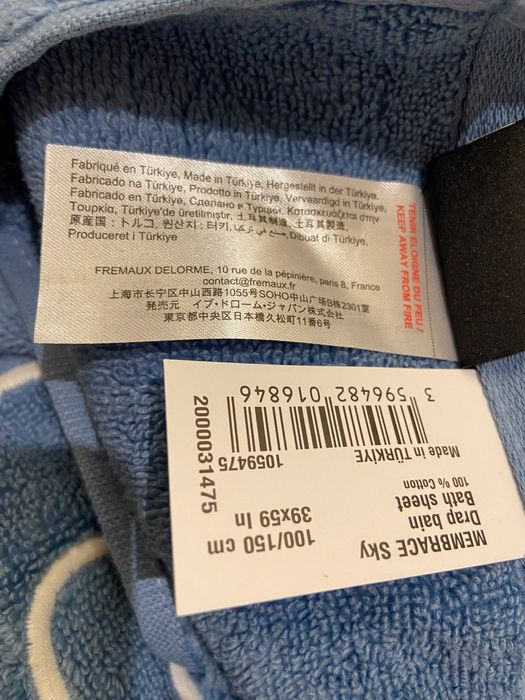 Fabriqué en Türkiye, Made in Türkiye, Hergestellt in der Türkiye,
Fabricado na Türkiye, Prodotto in Türkiye, Vervaardigd in Türkiye,
Fabricado en Türkiye, Сделано в Турции, Κατασκευάζεται στην
Τουρκία, Türkiye'de üretilmiştir, 土耳其制造, 土耳其製造,
原産国：トルコ, 원산지 : 터키, صنع في تركيا, Dibuat di Türkiye,
Produceret i Türkiye
FREMAUX DELORME, 10 rue de la pépinière, paris 8, France
contact@fremaux.com
上海市长宁区中山西路1055号SOHO中山广场B栋2301室
発売元 イブ・ドローム・ジャパン株式会社
東京都中央区日本橋久松町11番6号
TENIR ELOIGNE DU FEU /
KEEP AWAY FROM FIRE
MEMBRACE Sky
Drap bain
Bath sheet
100 % Cotton
100/150 cm
39x59 In
Made in TÜRKİYE
1059475
3 596482 016846
2000031475